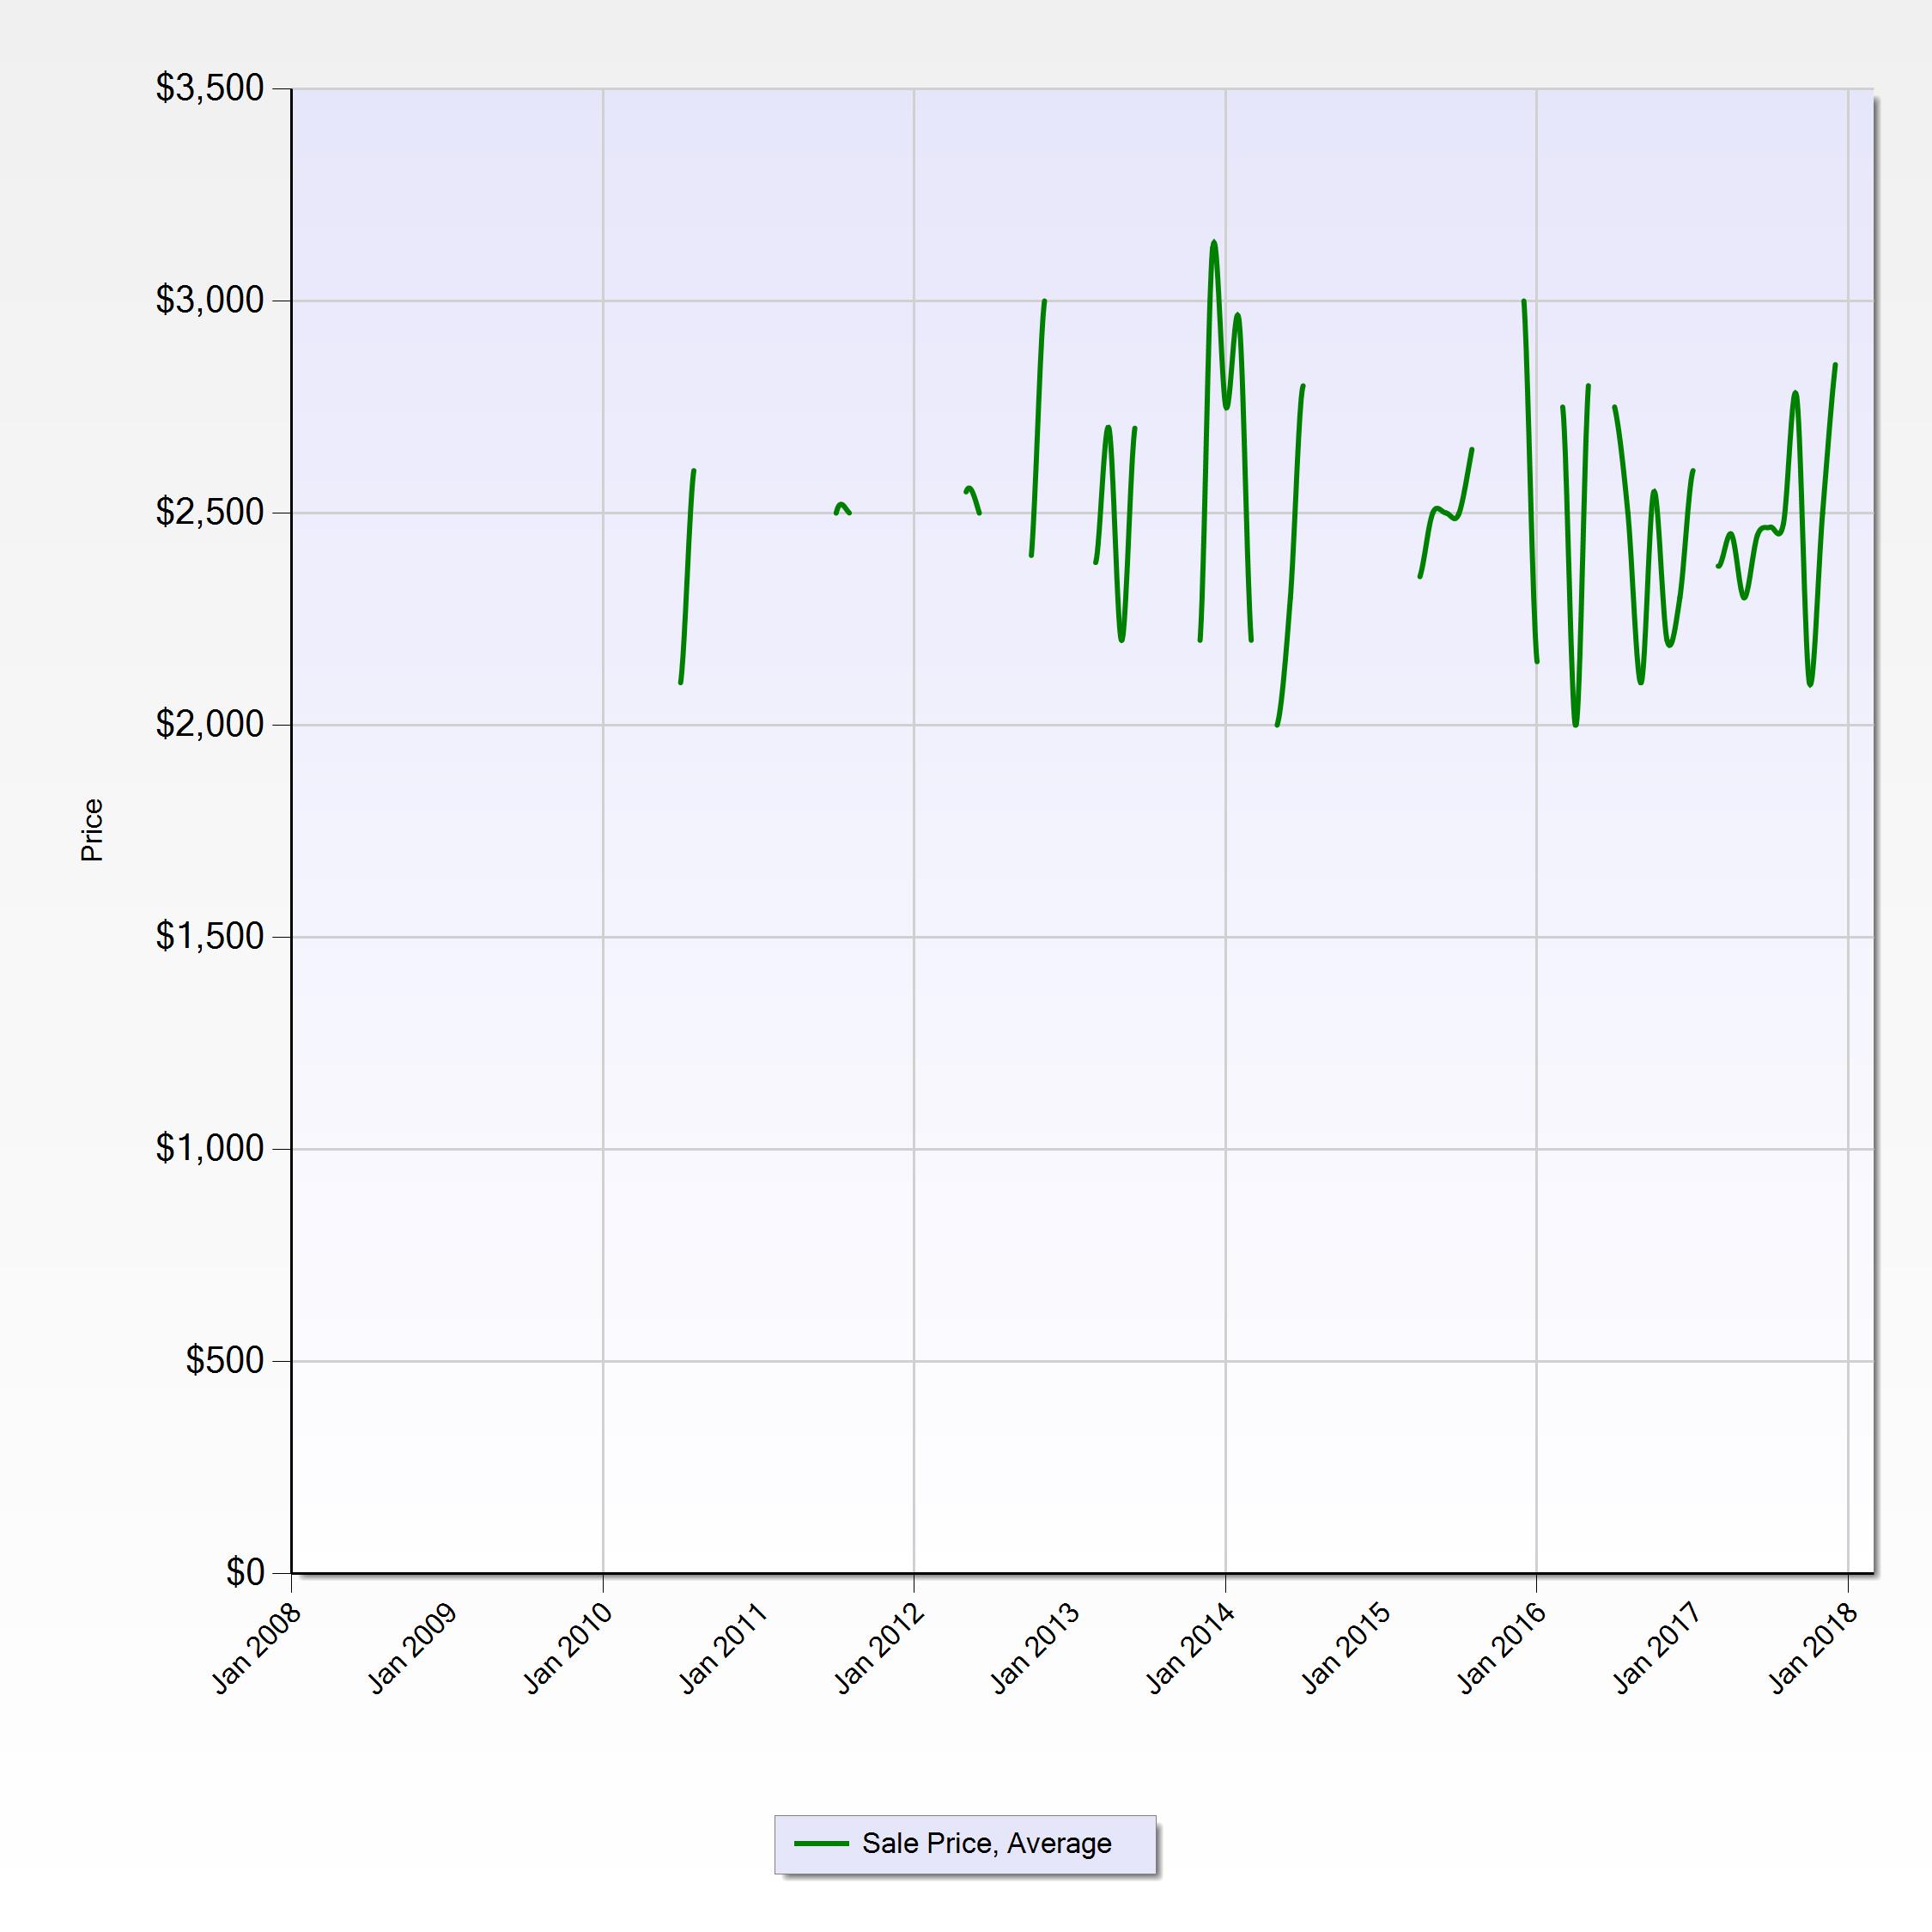 $3,500
$3,000
$2,500
$2,000
Price
$1,500
$1,000
$500
$0
Jan 2008
Jan 2009
Jan 2010
Jan 2011
Jan 2012
Jan 2013
Jan 2014
Jan 2015
Jan 2016
Jan 2017
Jan 2018
Sale Price, Average